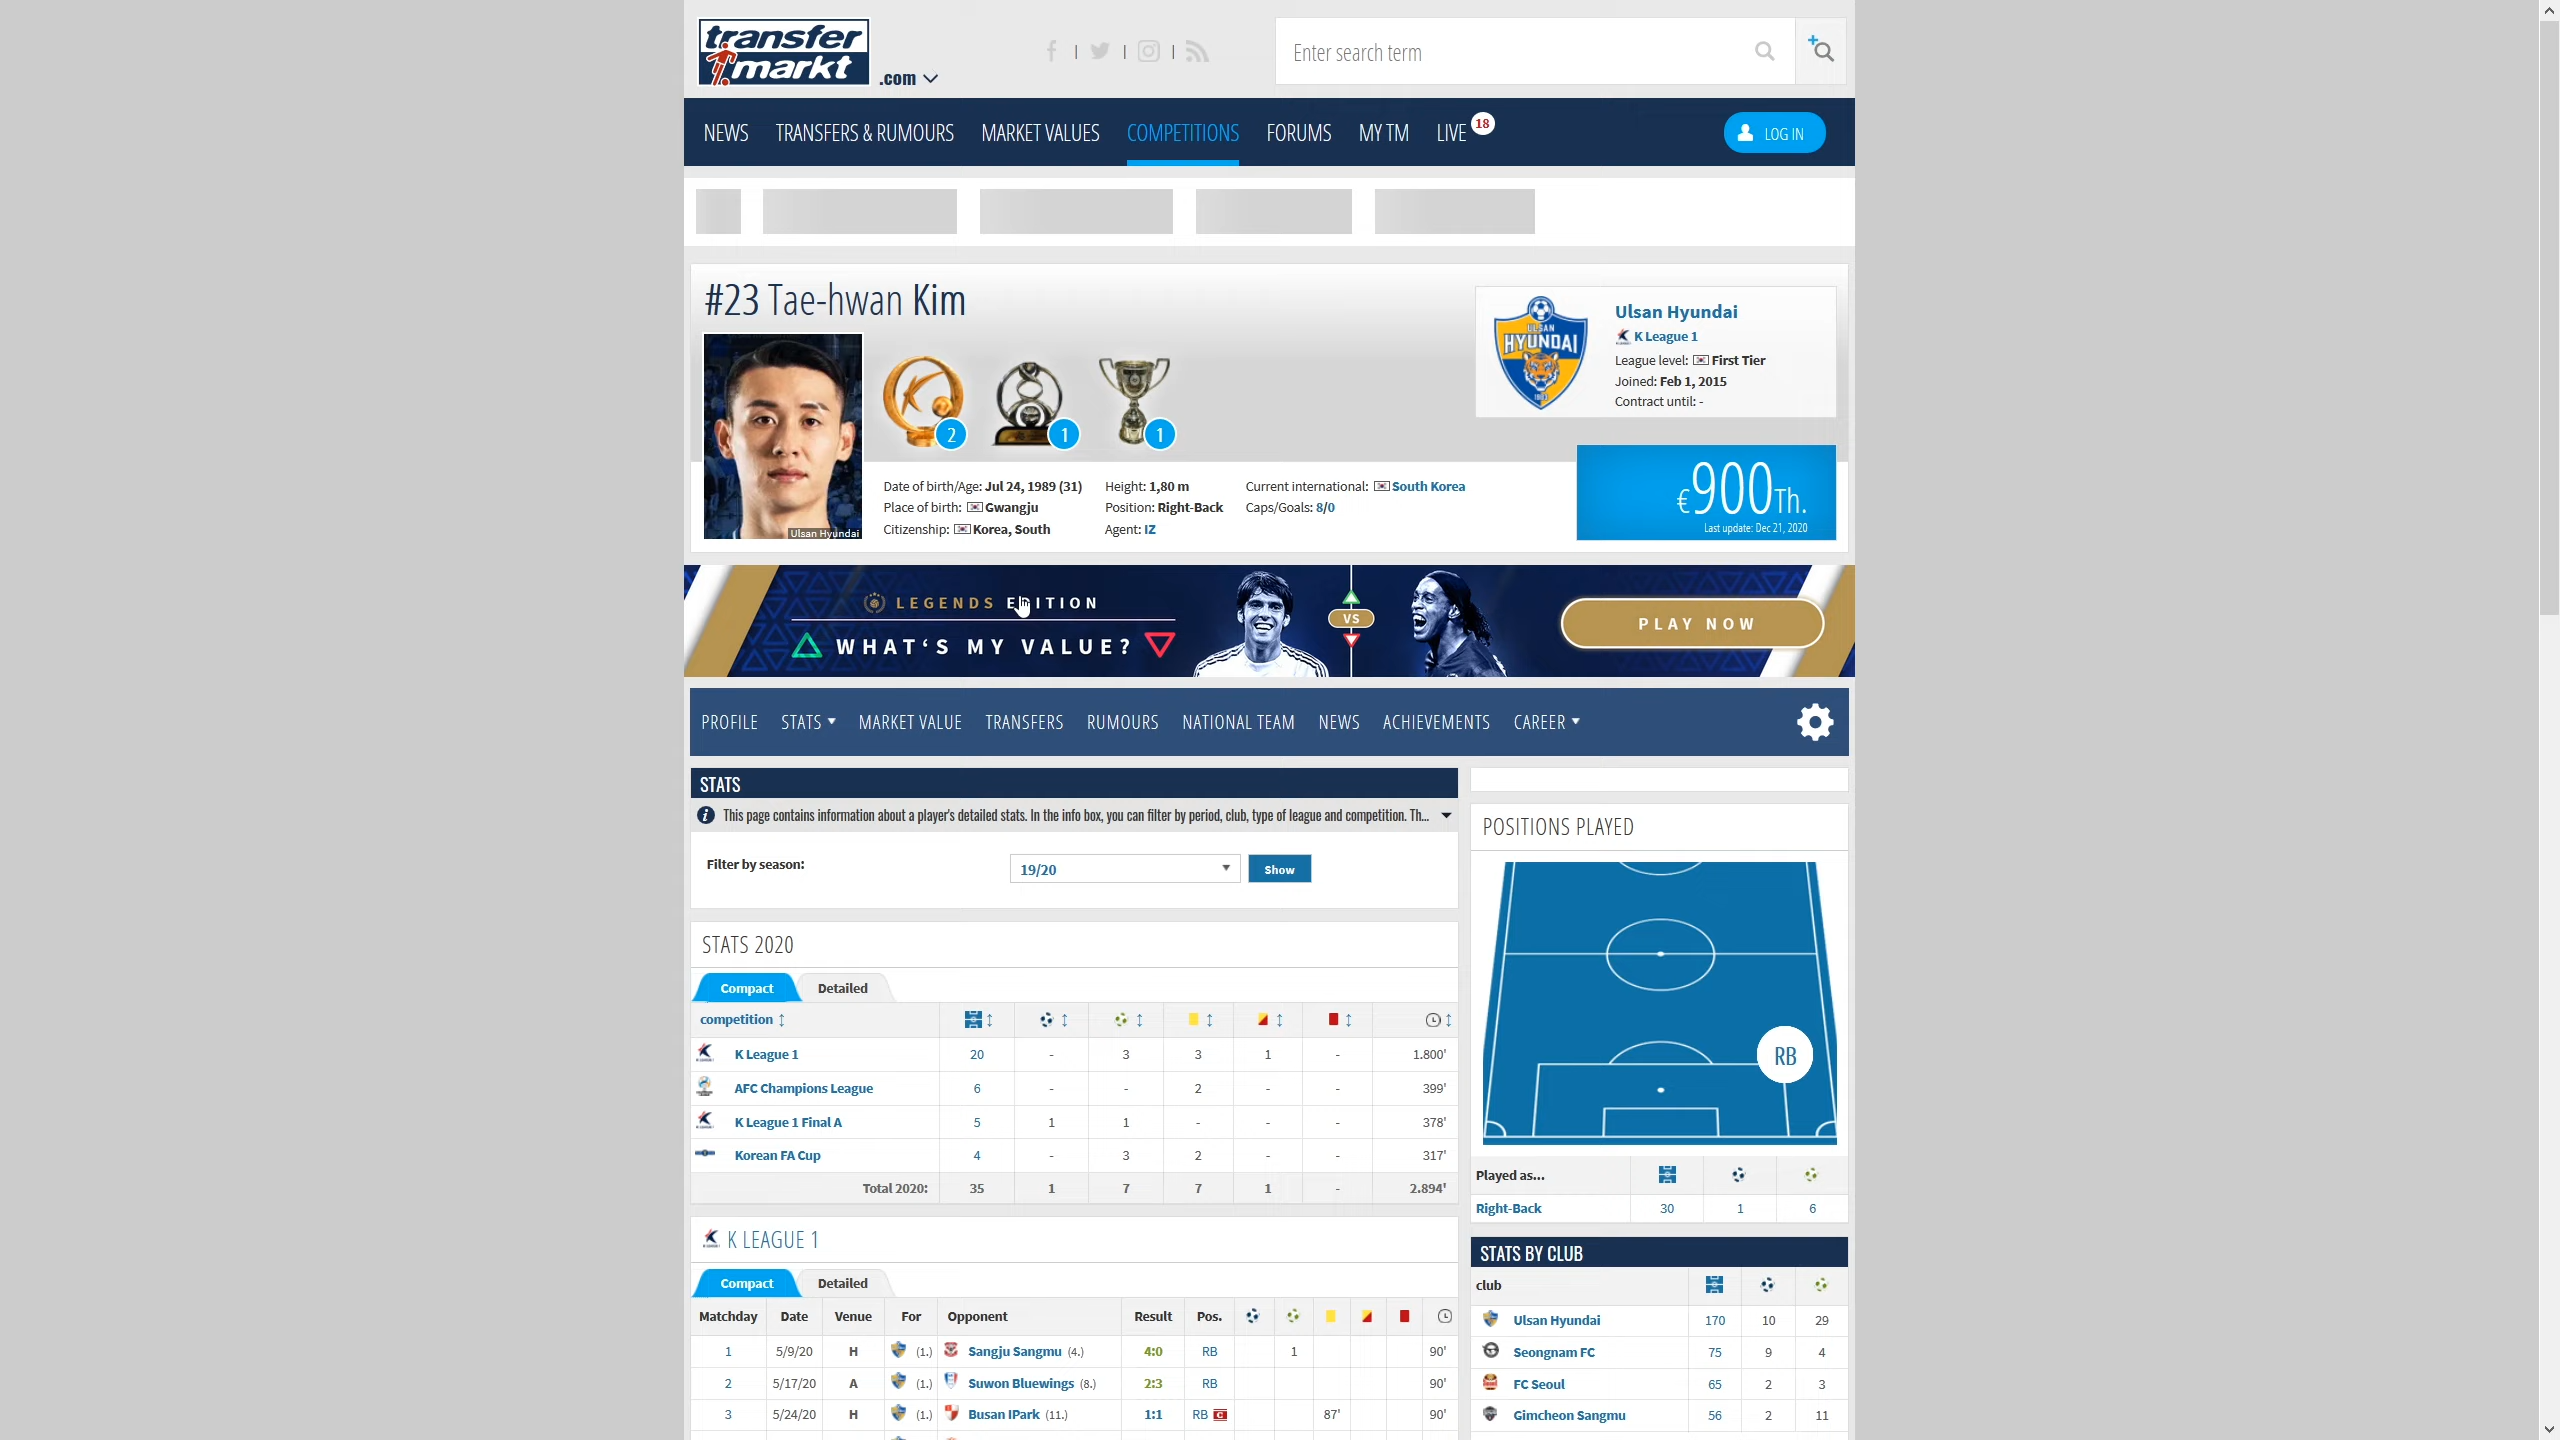 transfer
markt
.com
Enter search term
NEWS TRANSFERS & RUMOURS MARKET VALUES COMPETITIONS FORUMS MY TM LIVE 18 LOG IN
#23 Tae-hwan Kim
2 1 1
Ulsan Hyundai
ULSAN
HYUNDAI
Ulsan Hyundai
K League 1
League level: First Tier
Joined: Feb 1, 2015
Contract until: -
Date of birth/Age: Jul 24, 1989 (31) Height: 1,80 m Current international: South Korea
Place of birth: Gwangju Position: Right-Back Caps/Goals: 8/0
Citizenship: Korea, South Agent: IZ
€900Th.
Last update: Dec 21, 2020
LEGENDS EDITION
WHAT‘S MY VALUE?
VS
PLAY NOW
PROFILE STATS MARKET VALUE TRANSFERS RUMOURS NATIONAL TEAM NEWS ACHIEVEMENTS CAREER
STATS
This page contains information about a player's detailed stats. In the info box, you can filter by period, club, type of league and competition. Th...
Filter by season: 19/20 Show
STATS 2020
Compact Detailed
competition
K League 1 20 - 3 3 1 - 1.800'
AFC Champions League 6 - - 2 - - 399'
K League 1 Final A 5 1 1 - - - 378'
Korean FA Cup 4 - 3 2 - - 317'
Total 2020: 35 1 7 7 1 - 2.894'
K LEAGUE 1
Compact Detailed
Matchday Date Venue For Opponent Result Pos.
1 5/9/20 H (1.) Sangju Sangmu (4.) 4:0 RB 1 90'
2 5/17/20 A (1.) Suwon Bluewings (8.) 2:3 RB 90'
3 5/24/20 H (1.) Busan IPark (11.) 1:1 RB 87' 90'
POSITIONS PLAYED
RB
Played as...
Right-Back 30 1 6
STATS BY CLUB
club
Ulsan Hyundai 170 10 29
Seongnam FC 75 9 4
FC Seoul 65 2 3
Gimcheon Sangmu 56 2 11